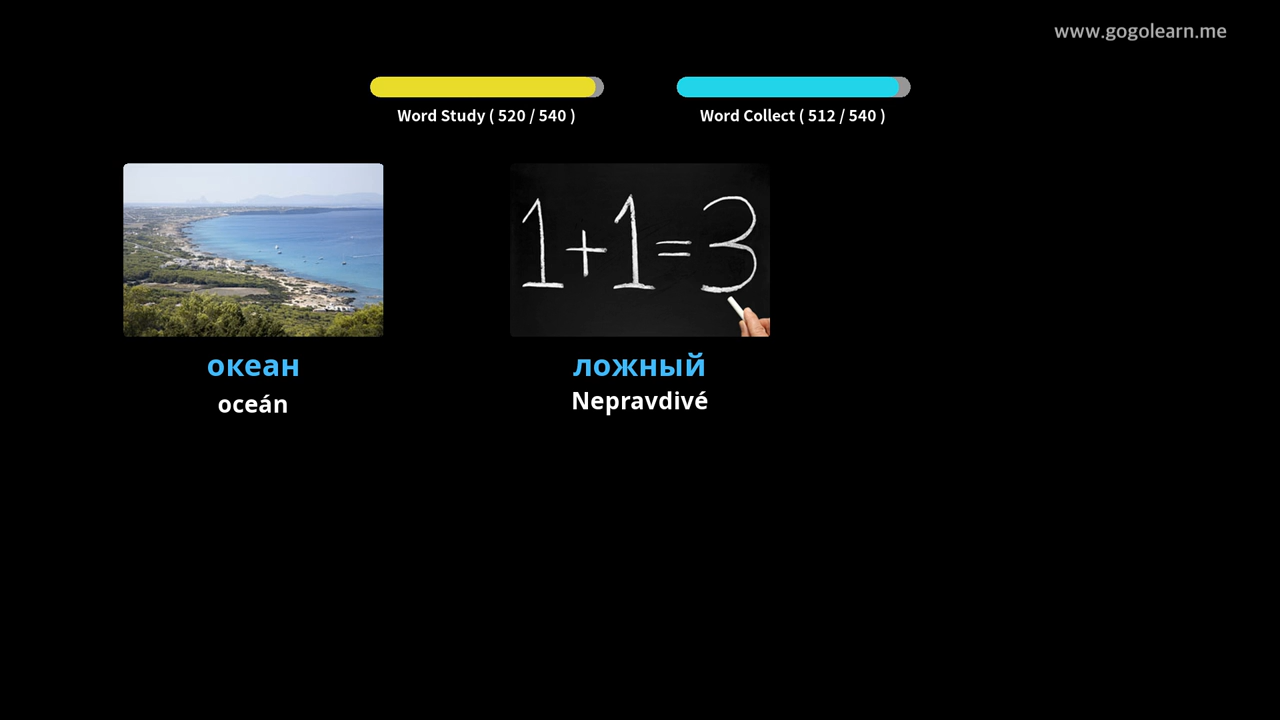 www.gogolearn.me
Word Study ( 520 / 540 )
Word Collect ( 512 / 540 )
1+1=3
океан
ложный
oceán
Nepravdivé